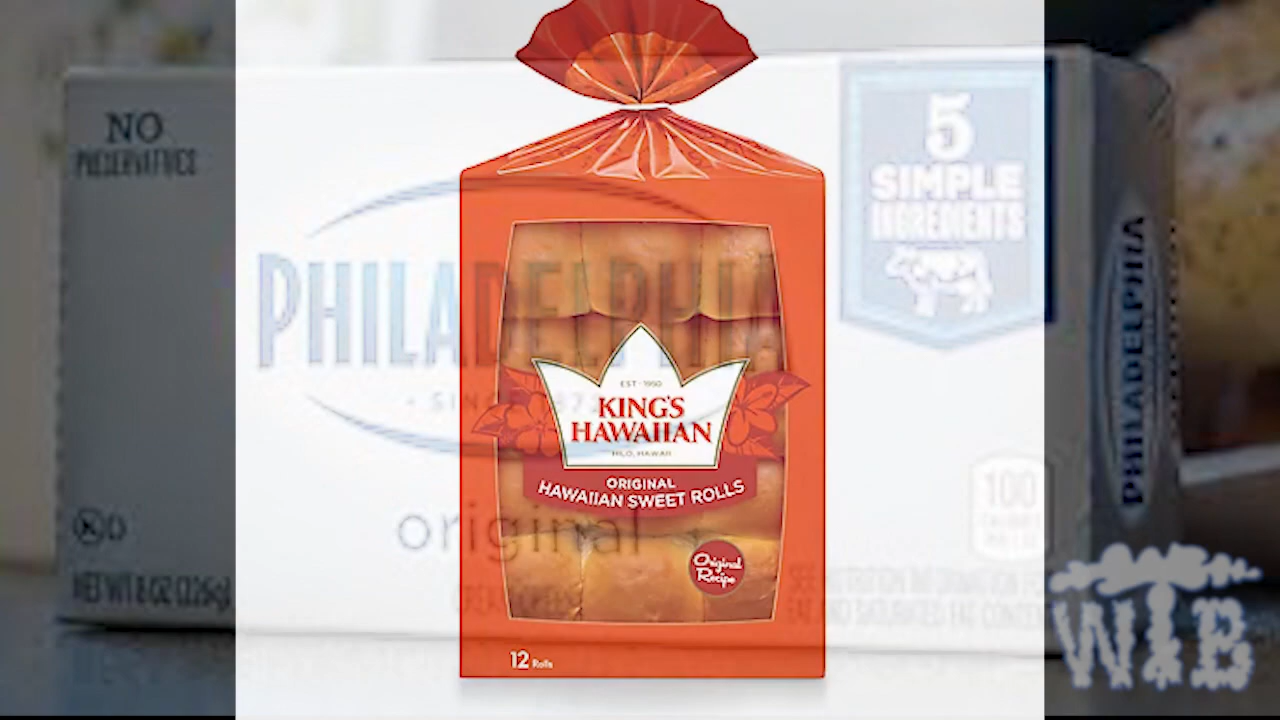 NO
PRESERVATIVES
5
SIMPLE
INGREDIENTS
PHILADELPHIA
PHILADELPHIA
EST · 1950
KING'S
HAWAIIAN
HILO, HAWAII
ORIGINAL
HAWAIIAN SWEET ROLLS
100
original
Original
Recipe
NET WT 8 OZ (226g)
12 Rolls
WTB